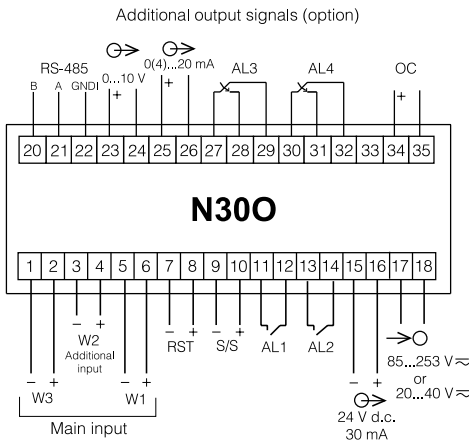 Additional output signals (option)
RS-485
B A GNDI
0...10 V
+
0(4)...20 mA
+
AL3
AL4
OC
+
20 21 22 23 24 25 26 27 28 29 30 31 32 33 34 35
N30O
1 2 3 4 5 6 7 8 9 10 11 12 13 14 15 16 17 18
− +
W3
− +
W2
Additional
input
− +
W1
Main input
− +
RST
− +
S/S
AL1
AL2
− +
24 V d.c.
30 mA
85...253 V ⎓
or
20...40 V ⎓